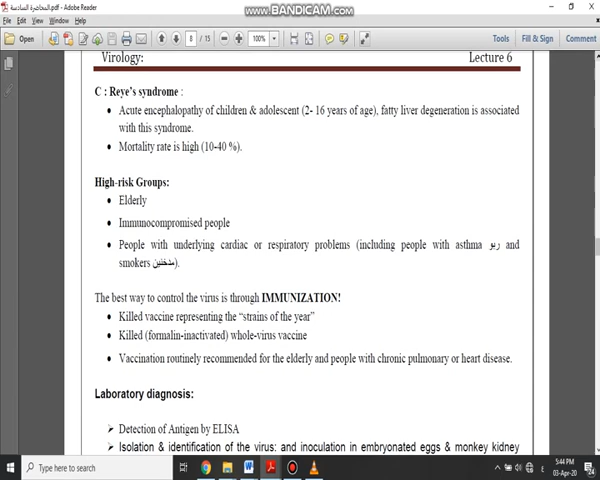 www.BANDICAM.com
المحاضرة السادسة.pdf - Adobe Reader
File Edit View Window Help
Open 8 / 15 100% Tools Fill & Sign Comment
Virology: Lecture 6
C : Reye's syndrome :
• Acute encephalopathy of children & adolescent (2- 16 years of age), fatty liver degeneration is associated
with this syndrome.
• Mortality rate is high (10-40 %).
High-risk Groups:
• Elderly
• Immunocompromised people
• People with underlying cardiac or respiratory problems (including people with asthma ربو and
smokers مدخنين).
The best way to control the virus is through IMMUNIZATION!
• Killed vaccine representing the “strains of the year”
• Killed (formalin-inactivated) whole-virus vaccine
• Vaccination routinely recommended for the elderly and people with chronic pulmonary or heart disease.
Laboratory diagnosis:
➢ Detection of Antigen by ELISA
➢ Isolation & identification of the virus: and inoculation in embryonated eggs & monkey kidney
Type here to search
5:44 PM
03-Apr-20
24